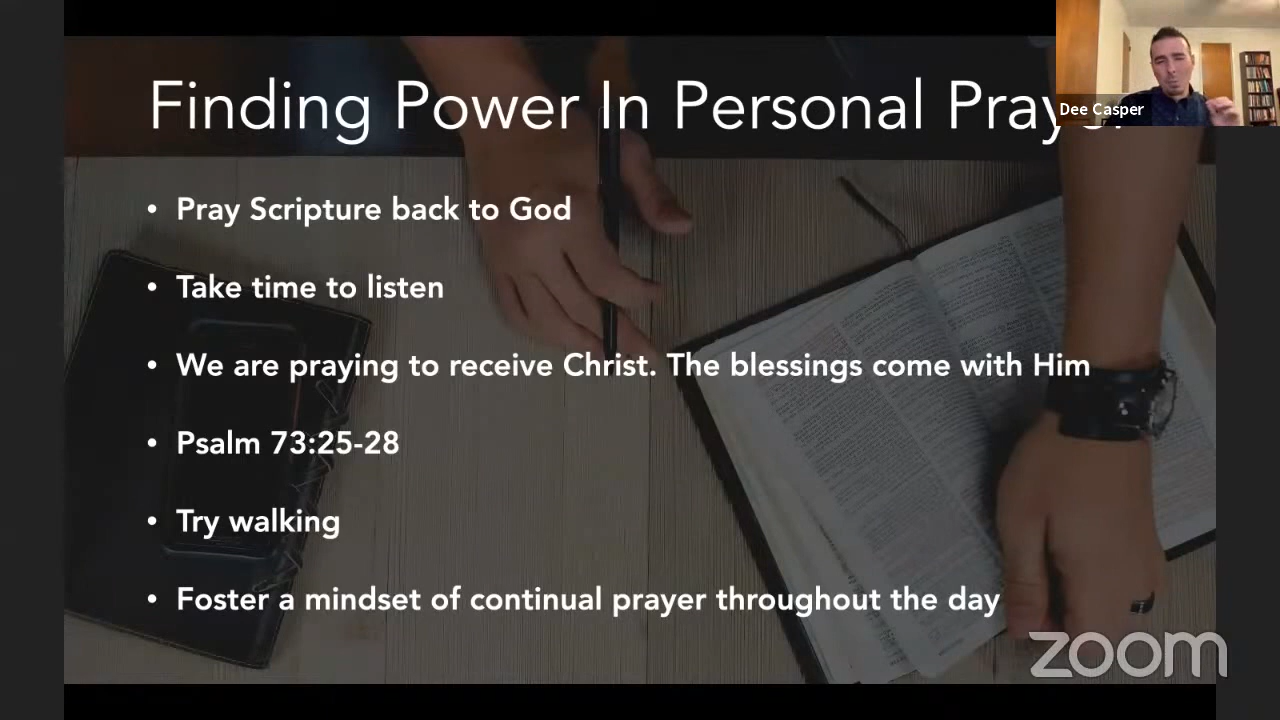 Finding Power In Personal Prayer
Dee Casper
• Pray Scripture back to God
• Take time to listen
• We are praying to receive Christ. The blessings come with Him
• Psalm 73:25-28
• Try walking
• Foster a mindset of continual prayer throughout the day
zoom